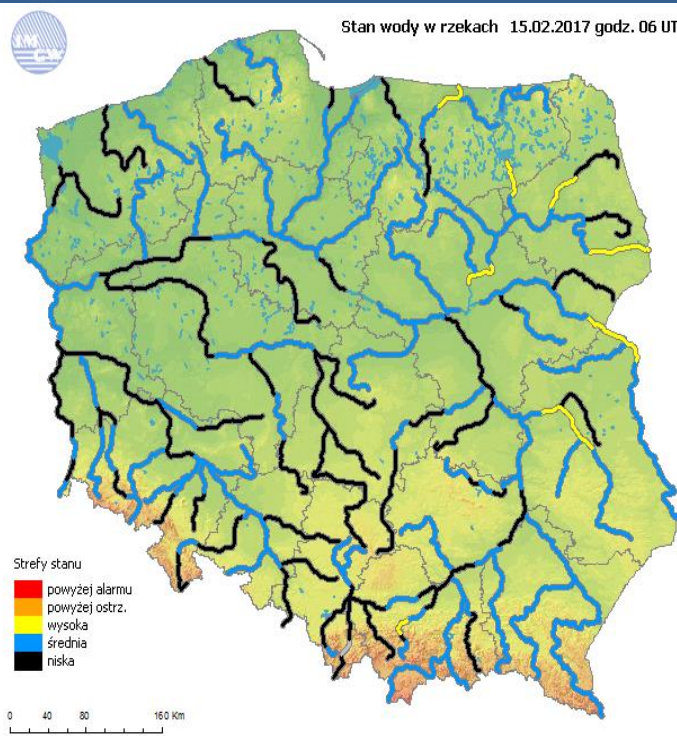 Stan wody w rzekach 15.02.2017 godz. 06 UT
Strefy stanu
powyżej alarmu
powyżej ostrz.
wysoka
średnia
niska
0 40 80 160 Km